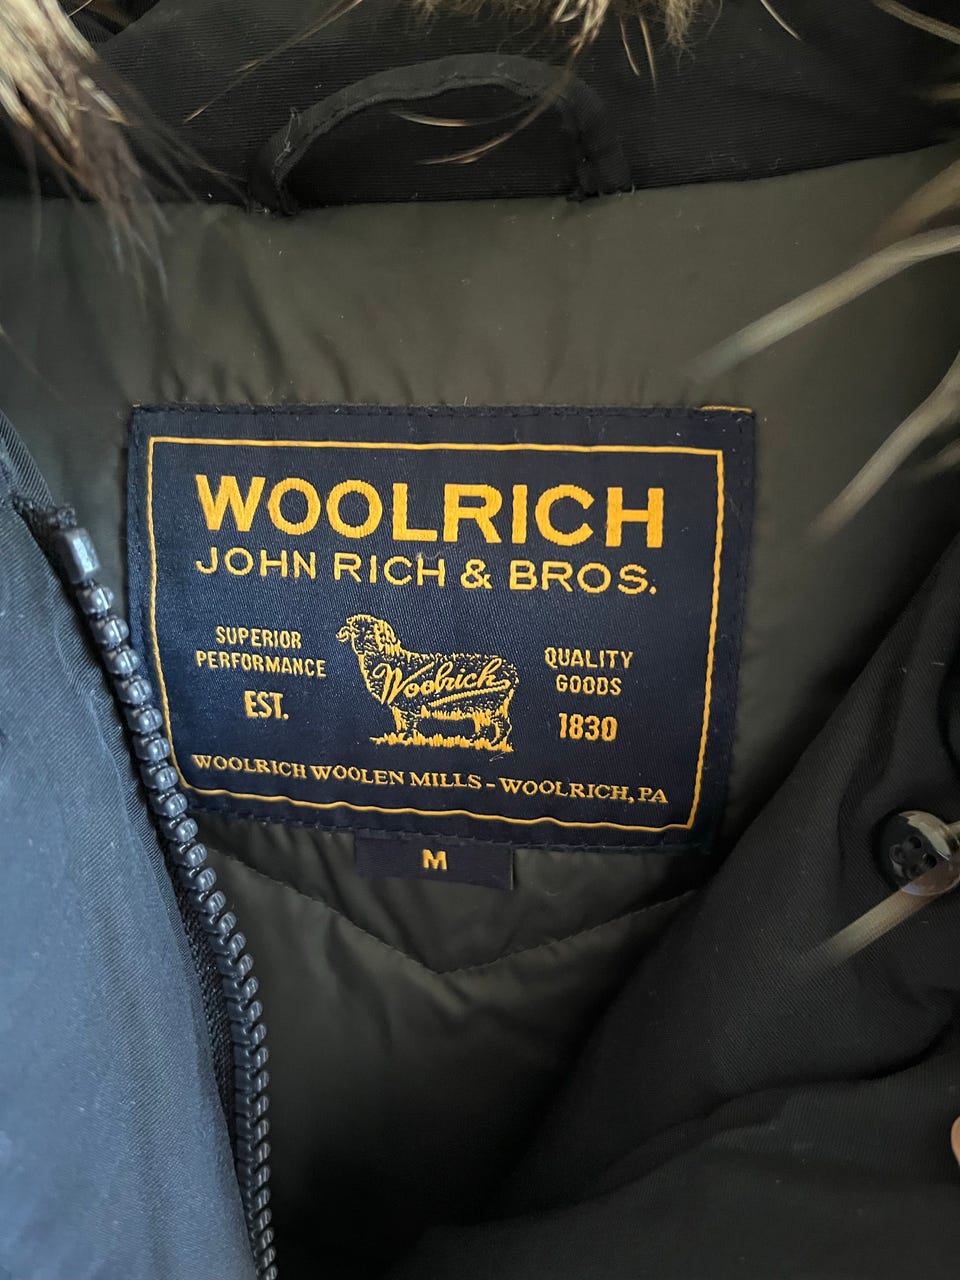 WOOLRICH
JOHN RICH & BROS.
SUPERIOR
PERFORMANCE
EST.
Woolrich
QUALITY
GOODS
1830
WOOLRICH WOOLEN MILLS - WOOLRICH, PA
M